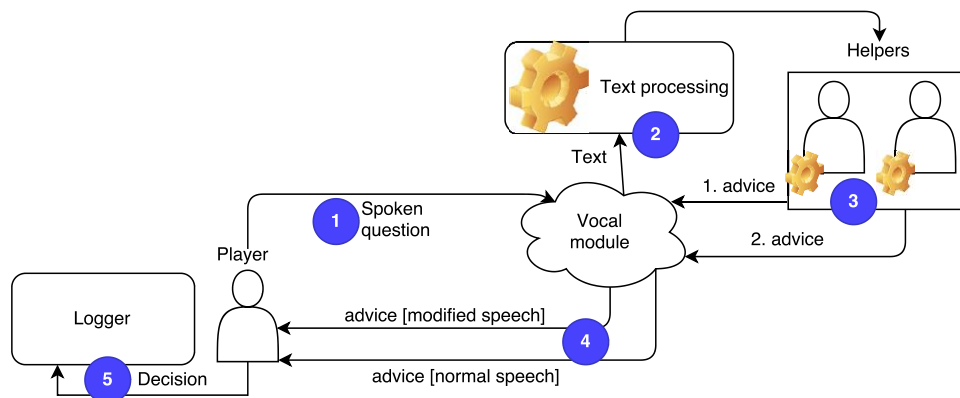 Helpers
Text processing
2
Text
1. advice
3
1
Spoken
question
Vocal
module
2. advice
Player
Logger
advice [modified speech]
4
advice [normal speech]
5
Decision